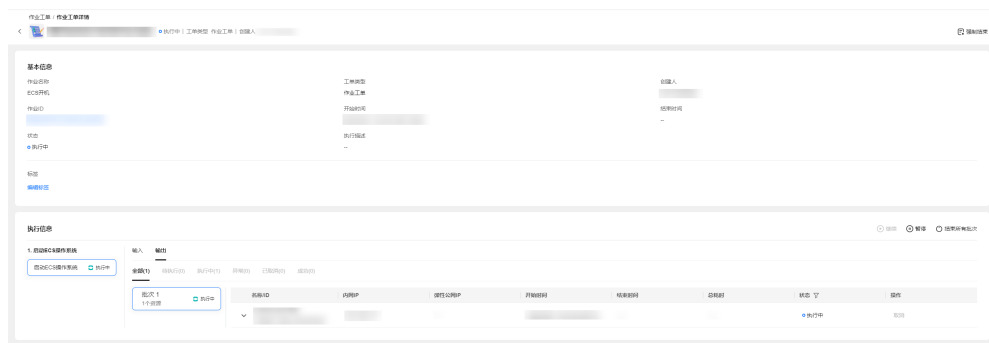 作业工单 / 作业工单详情
执行中 | 工单类型 作业工单 | 创建人
强制结束
基本信息
作业名称 工单类型 创建人
ECS开机 作业工单
作业ID 开始时间 结束时间
--
状态 执行描述
执行中 --
标签
编辑标签
执行信息
继续 暂停 结束所有批次
1. 启动ECS操作系统 输入 输出
启动ECS操作系统 执行中
全部(1) 待执行(0) 执行中(1) 异常(0) 已取消(0) 成功(0)
批次 1 执行中
1个资源
名称/ID 内网IP 弹性公网IP 开始时间 结束时间 总耗时 状态 操作
执行中 取消